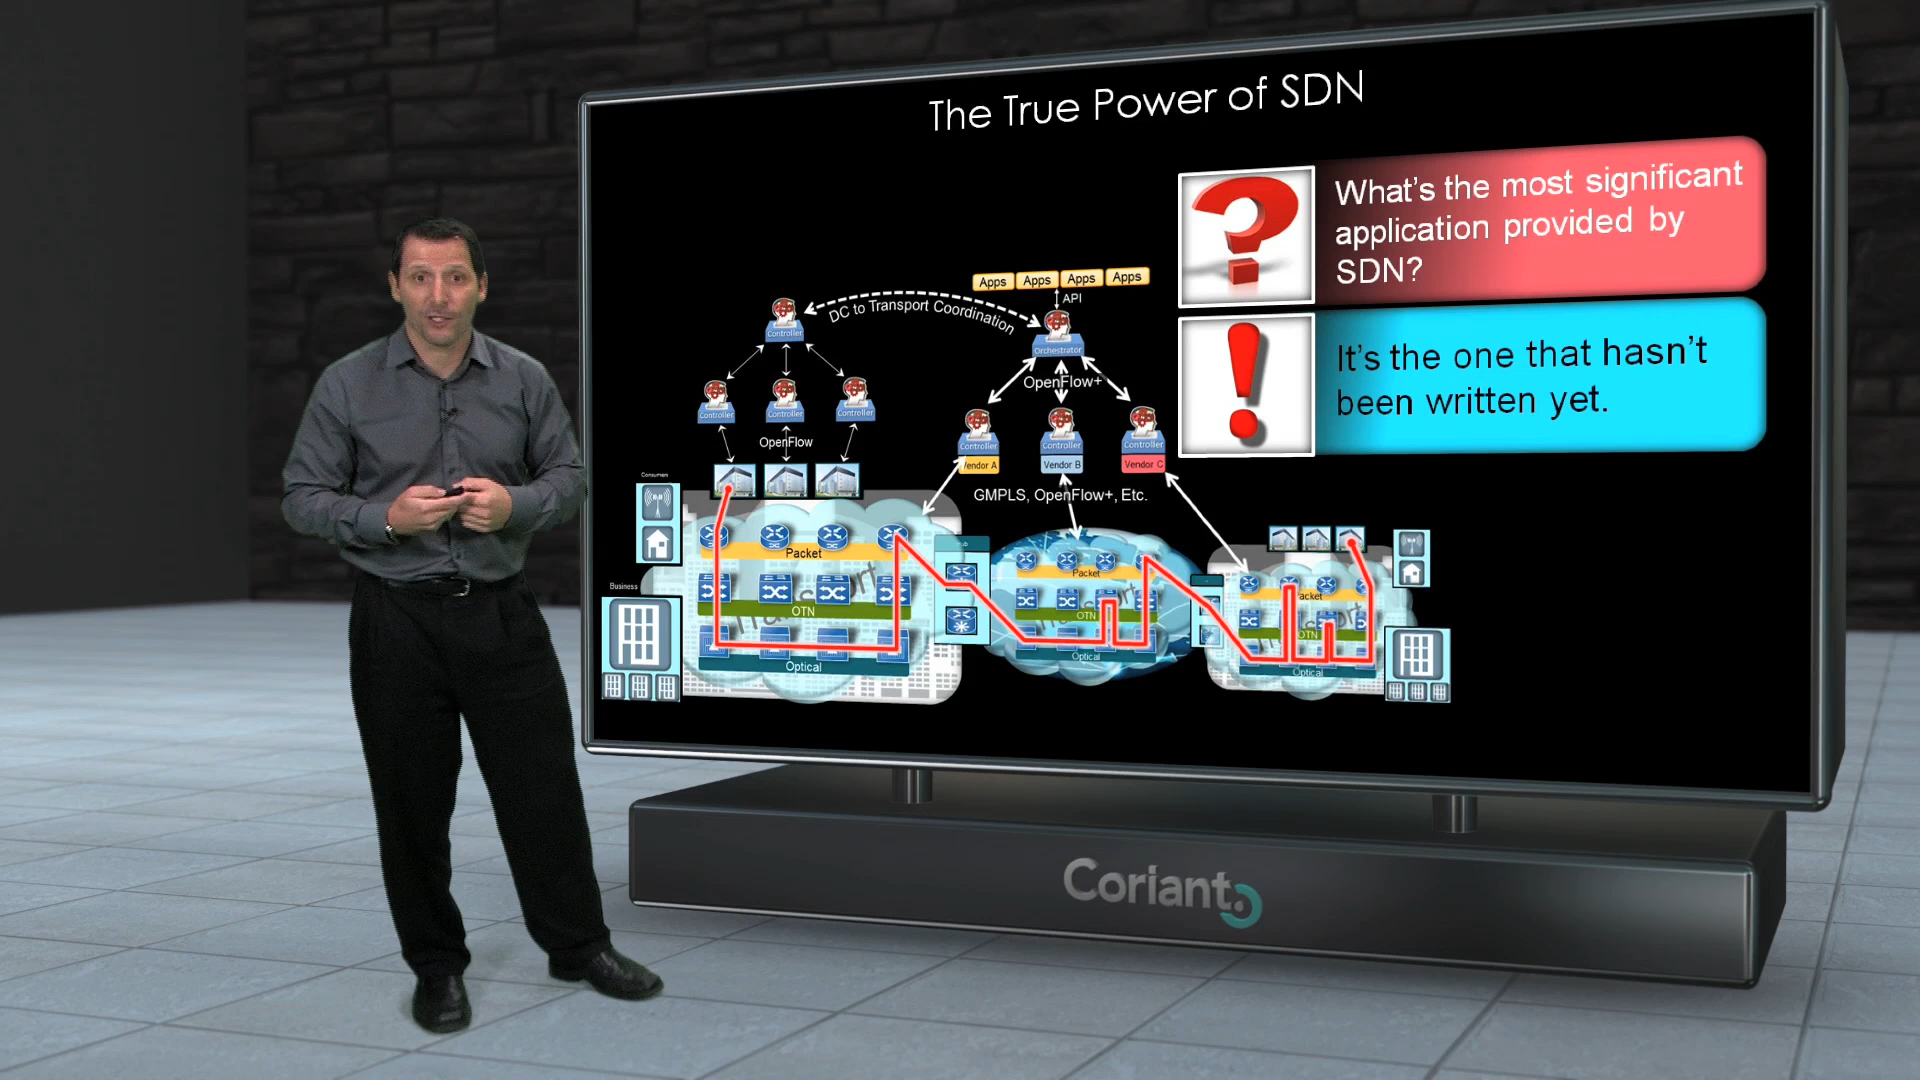 The True Power of SDN
What's the most significant
application provided by
SDN?
It's the one that hasn't
been written yet.
Apps Apps Apps Apps
API
DC to Transport Coordination
Controller
Orchestrator
OpenFlow+
Controller Controller Controller
OpenFlow
Controller Controller Controller
Vendor A Vendor B Vendor C
GMPLS, OpenFlow+, Etc.
Consumers
Business
Packet
OTN
Optical
Packet
OTN
Optical
OTN
Optical
Coriant